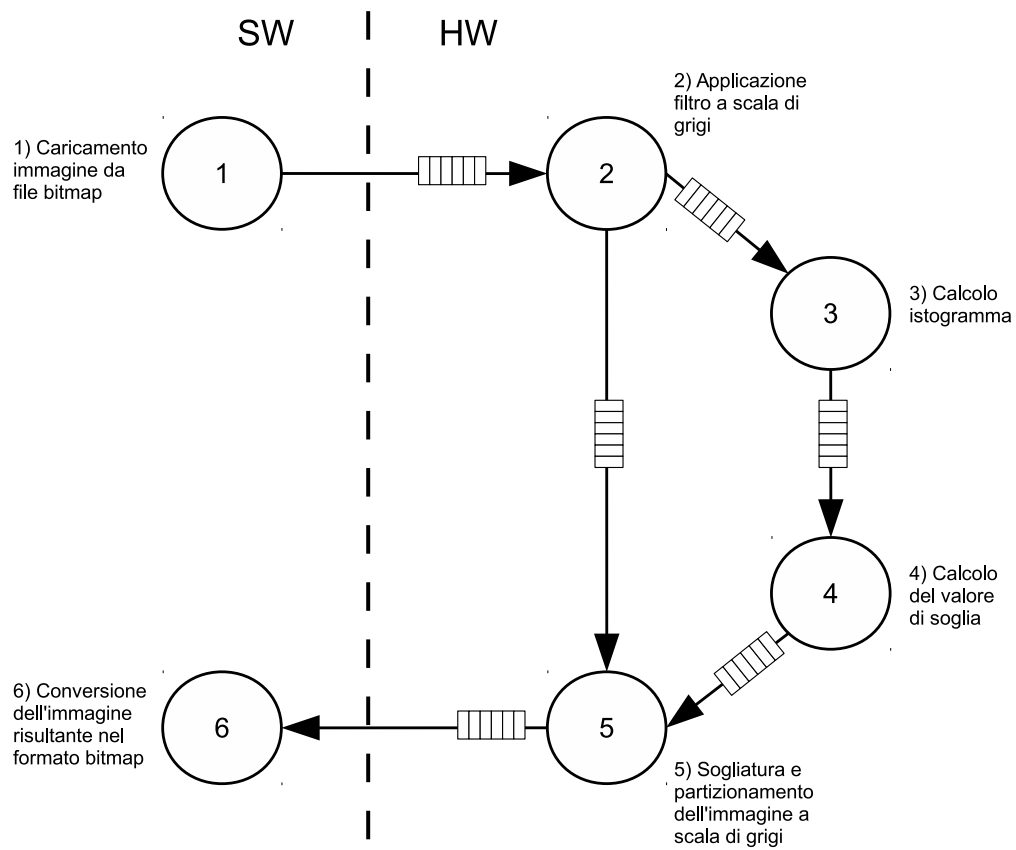 SW
HW
2) Applicazione
filtro a scala di
grigi
1) Caricamento
immagine da
file bitmap
1
2
3
3) Calcolo
istogramma
4
4) Calcolo
del valore
di soglia
6) Conversione
dell'immagine
risultante nel
formato bitmap
6
5
5) Sogliatura e
partizionamento
dell'immagine a
scala di grigi